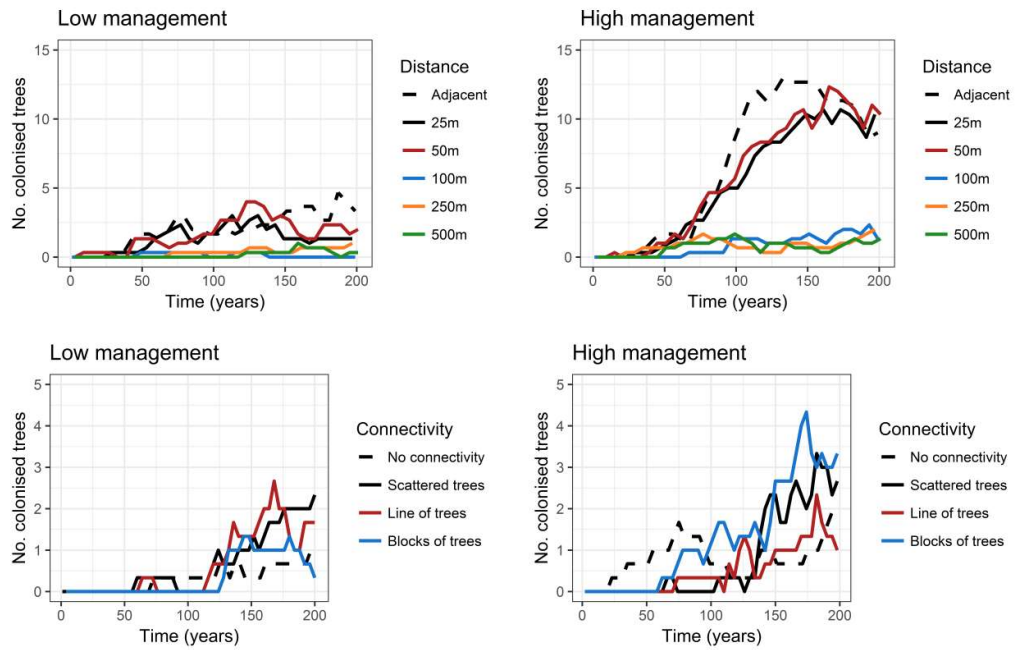 Low management
No. colonised trees
15
10
5
0
0 50 100 150 200
Time (years)
Distance
Adjacent
25m
50m
100m
250m
500m
High management
No. colonised trees
15
10
5
0
0 50 100 150 200
Time (years)
Distance
Adjacent
25m
50m
100m
250m
500m
Low management
No. colonised trees
5
4
3
2
1
0
0 50 100 150 200
Time (years)
Connectivity
No connectivity
Scattered trees
Line of trees
Blocks of trees
High management
No. colonised trees
5
4
3
2
1
0
0 50 100 150 200
Time (years)
Connectivity
No connectivity
Scattered trees
Line of trees
Blocks of trees